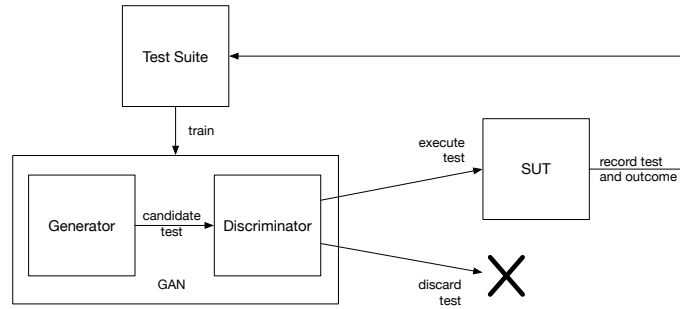 Test Suite
train
execute
test
SUT
record test
and outcome
Generator
candidate
test
Discriminator
GAN
discard
test